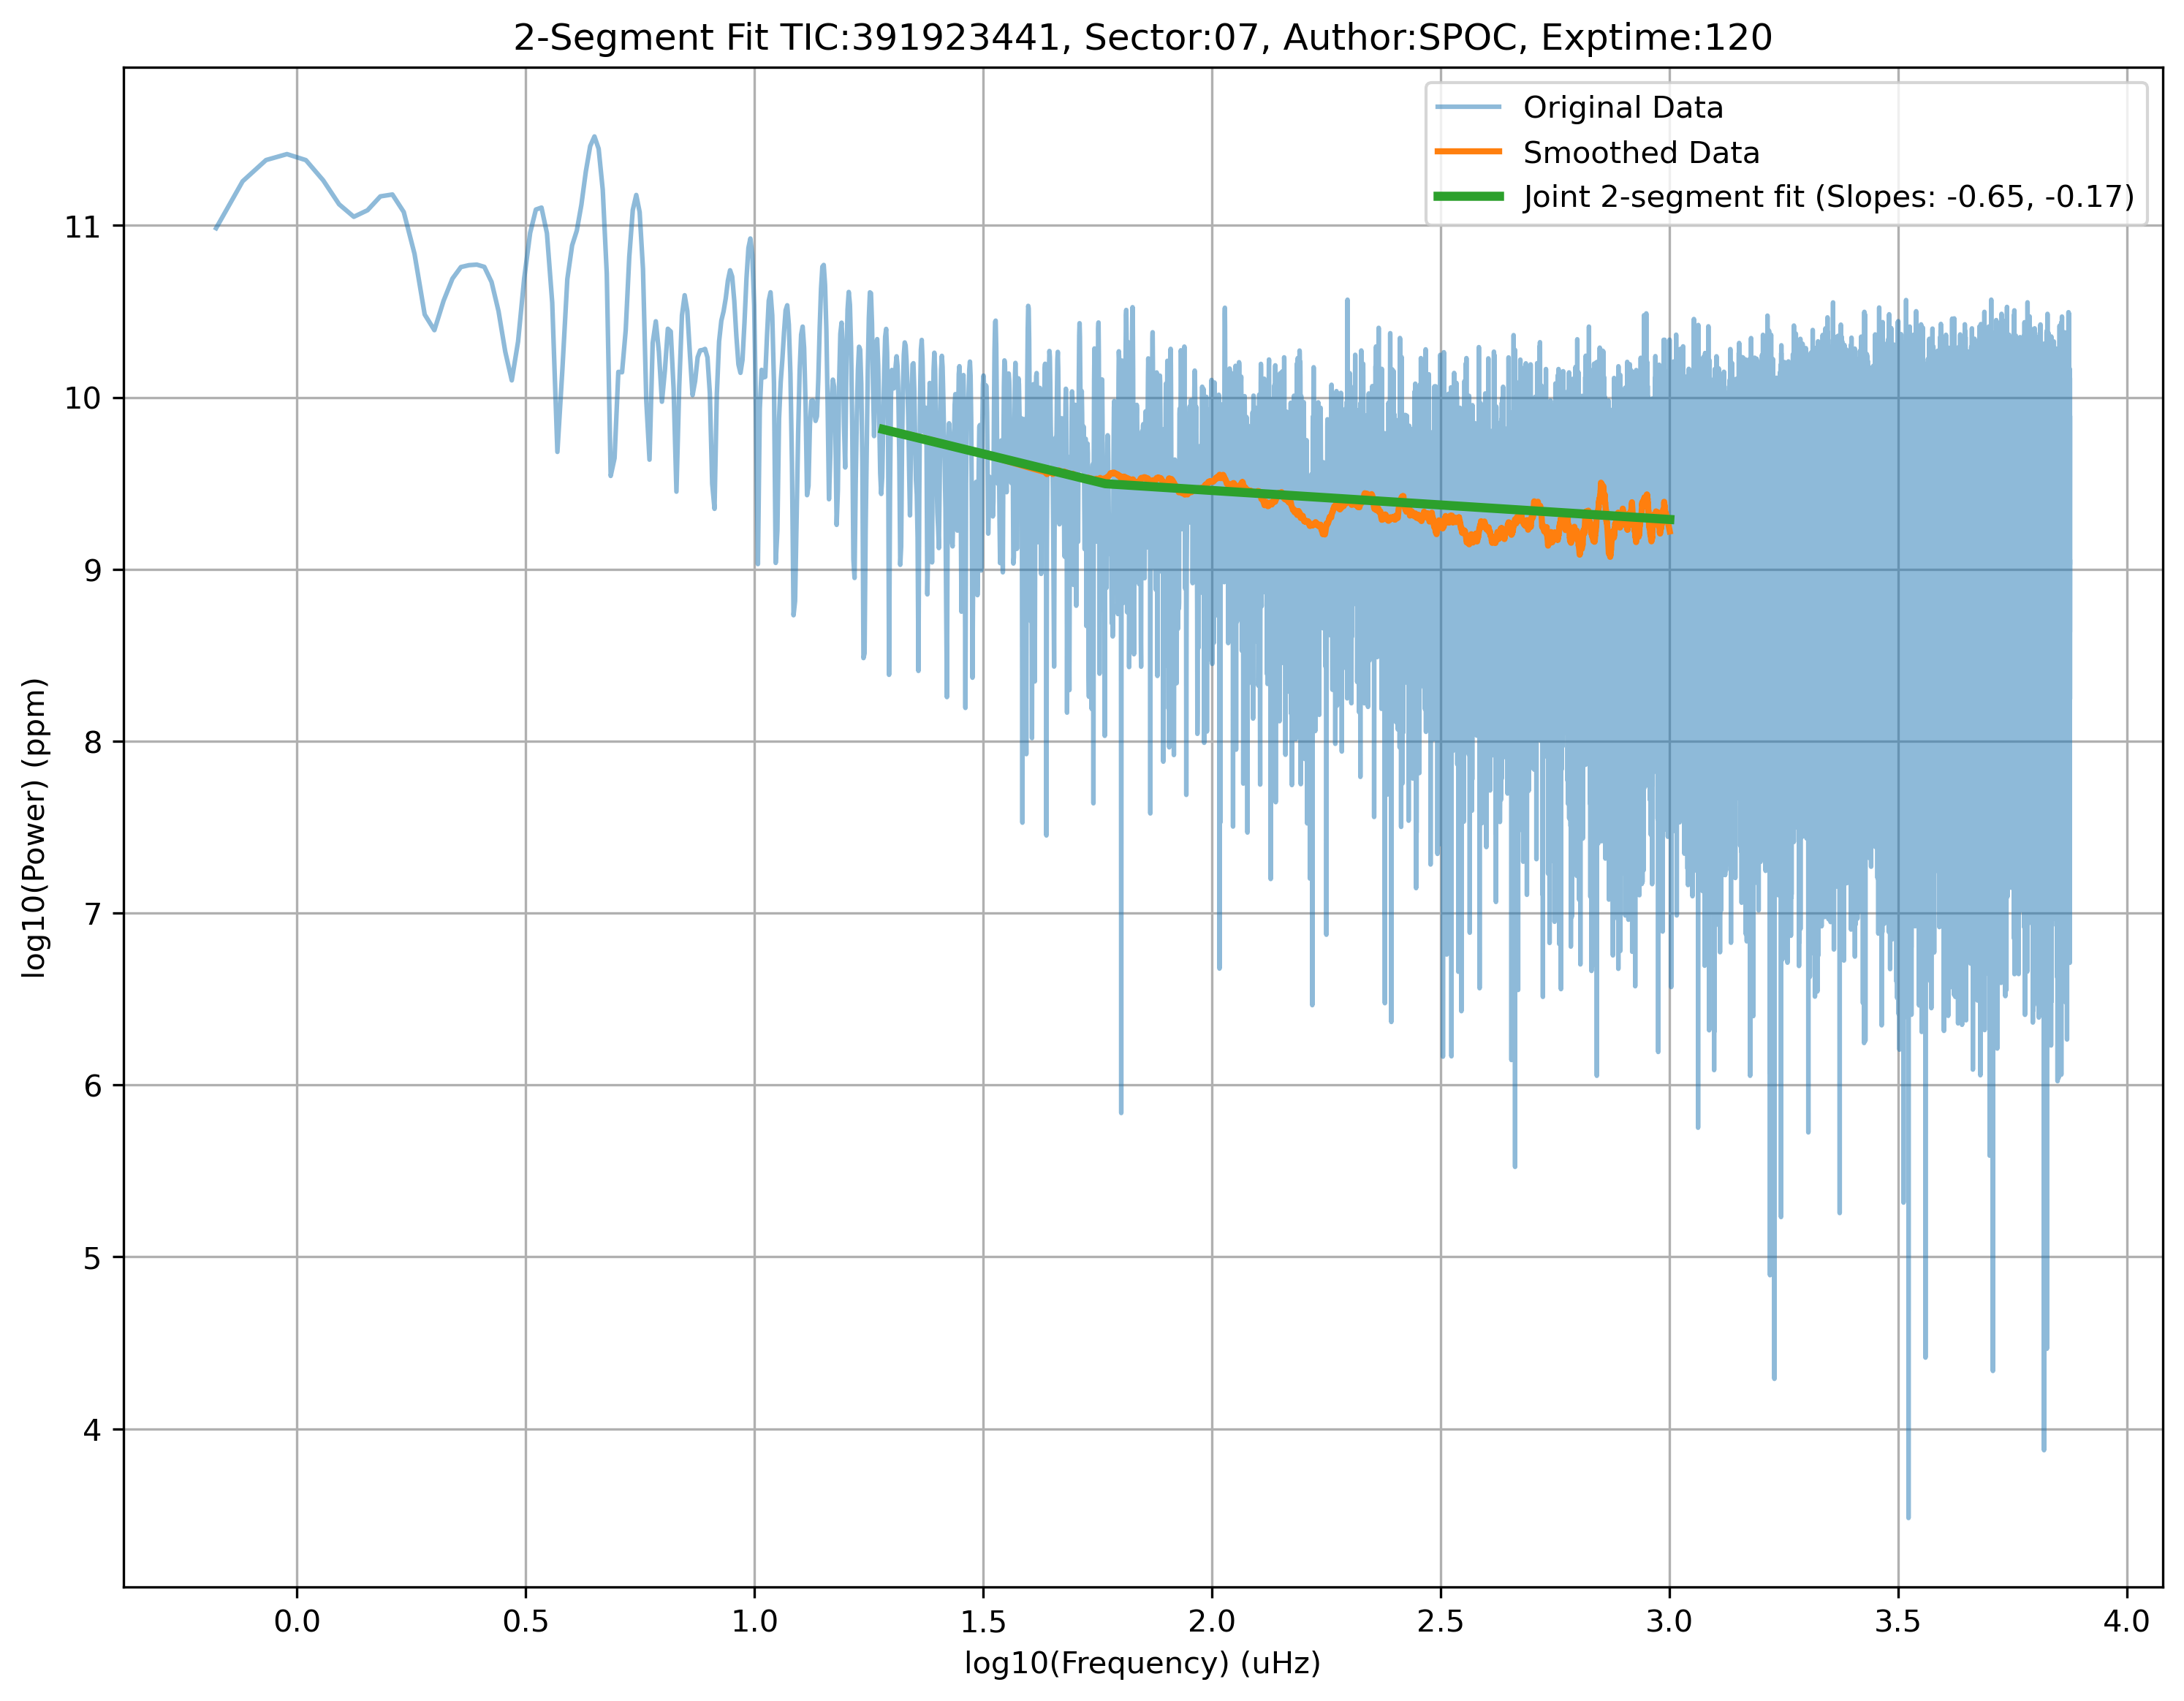 2-Segment Fit TIC:391923441, Sector:07, Author:SPOC, Exptime:120
Original Data
Smoothed Data
Joint 2-segment fit (Slopes: -0.65, -0.17)
log10(Power) (ppm)
11
10
9
8
7
6
5
4
0.0 0.5 1.0 1.5 2.0 2.5 3.0 3.5 4.0
log10(Frequency) (uHz)